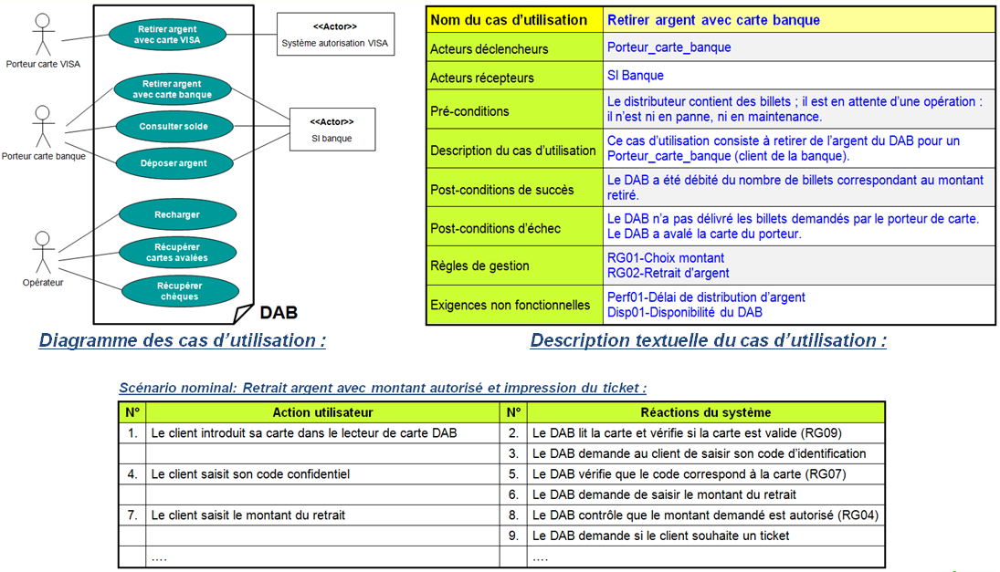 Retirer argent
avec carte VISA
<<Actor>>
Système autorisation VISA
Porteur carte VISA
Retirer argent
avec carte banque
Consulter solde
<<Actor>>
SI banque
Porteur carte banque
Déposer argent
Recharger
Récupérer
cartes avalées
Opérateur
Récupérer
chèques
DAB
Diagramme des cas d'utilisation :
Nom du cas d'utilisation Retirer argent avec carte banque
Acteurs déclencheurs Porteur_carte_banque
Acteurs récepteurs SI Banque
Pré-conditions Le distributeur contient des billets ; il est en attente d'une opération :
il n'est ni en panne, ni en maintenance.
Description du cas d'utilisation Ce cas d'utilisation consiste à retirer de l'argent du DAB pour un
Porteur_carte_banque (client de la banque).
Post-conditions de succès Le DAB a été débité du nombre de billets correspondant au montant
retiré.
Post-conditions d'échec Le DAB n'a pas délivré les billets demandés par le porteur de carte.
Le DAB a avalé la carte du porteur.
Règles de gestion RG01-Choix montant
RG02-Retrait d'argent
Exigences non fonctionnelles Perf01-Délai de distribution d'argent
Disp01-Disponibilité du DAB
Description textuelle du cas d'utilisation :
Scénario nominal: Retrait argent avec montant autorisé et impression du ticket :
N° Action utilisateur N° Réactions du système
1. Le client introduit sa carte dans le lecteur de carte DAB 2. Le DAB lit la carte et vérifie si la carte est valide (RG09)
3. Le DAB demande au client de saisir son code d'identification
4. Le client saisit son code confidentiel 5. Le DAB vérifie que le code correspond à la carte (RG07)
6. Le DAB demande de saisir le montant du retrait
7. Le client saisit le montant du retrait 8. Le DAB contrôle que le montant demandé est autorisé (RG04)
9. Le DAB demande si le client souhaite un ticket
.... ....